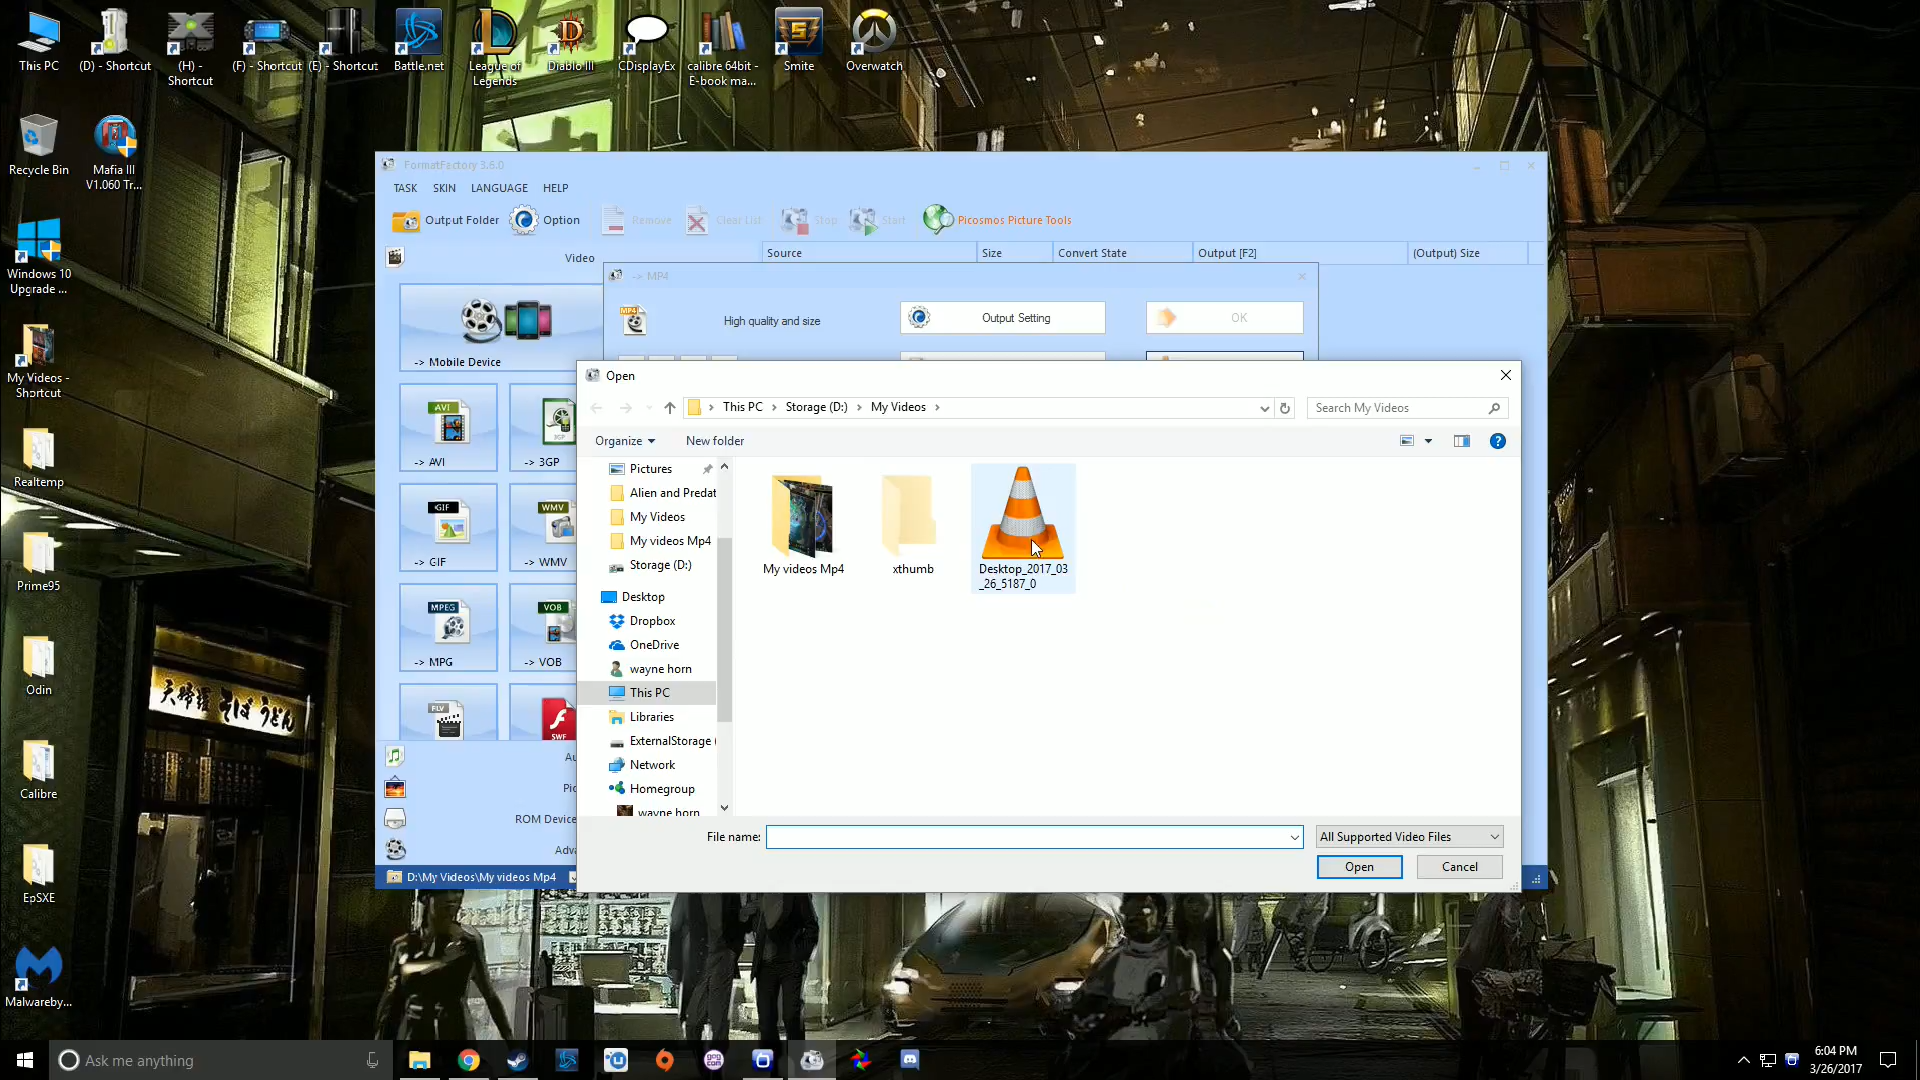 This PC
(D) - Shortcut
(H) -
Shortcut
(F) - Shortcut
(E) - Shortcut
Battle.net
League of
Legends
Diablo III
CDisplayEx
calibre 64bit -
E-book ma...
Smite
Overwatch
Recycle Bin
Mafia III
V1.060 Tr...
Windows 10
Upgrade ...
My Videos -
Shortcut
Realtemp
Prime95
Odin
Calibre
EpSXE
Malwareby...
FormatFactory 3.6.0
TASK SKIN LANGUAGE HELP
Output Folder
Option
Remove
Clear List
Stop
Start
Picosmos Picture Tools
Video
Source
Size
Convert State
Output [F2]
(Output) Size
-> MP4
MP4
High quality and size
Output Setting
OK
-> Mobile Device
AVI
-> AVI
3GP
-> 3GP
GIF
-> GIF
WMV
-> WMV
MPEG
-> MPG
VOB
-> VOB
FLV
SWF
Au
Pic
ROM Device
Adva
D:\My Videos\My videos Mp4
Open
This PC
Storage (D:)
My Videos
Search My Videos
Organize
New folder
Pictures
Alien and Predat
My Videos
My videos Mp4
Storage (D:)
Desktop
Dropbox
OneDrive
wayne horn
This PC
Libraries
ExternalStorage (
Network
Homegroup
wayne horn
My videos Mp4
xthumb
Desktop_2017_03
_26_5187_0
File name:
All Supported Video Files
Open
Cancel
Ask me anything
gog
com
6:04 PM
3/26/2017